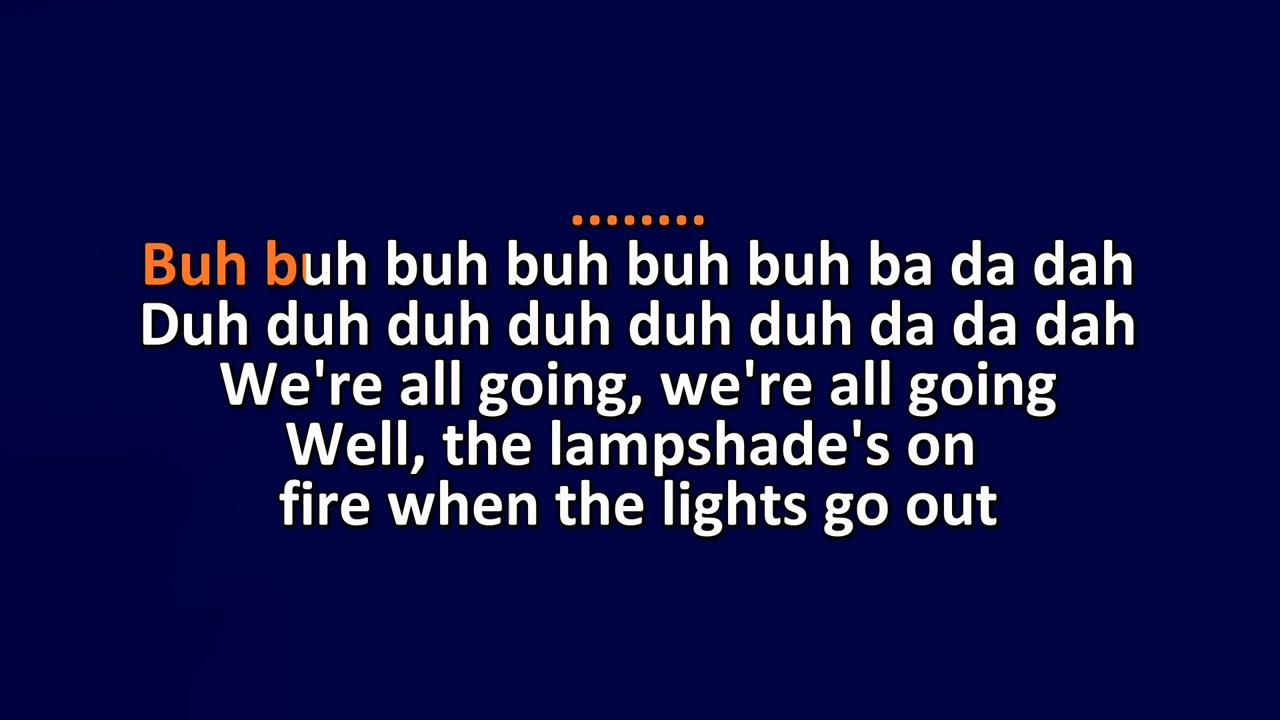 ........
Buh buh buh buh buh buh ba da dah
Duh duh duh duh duh duh da da dah
We're all going, we're all going
Well, the lampshade's on
fire when the lights go out